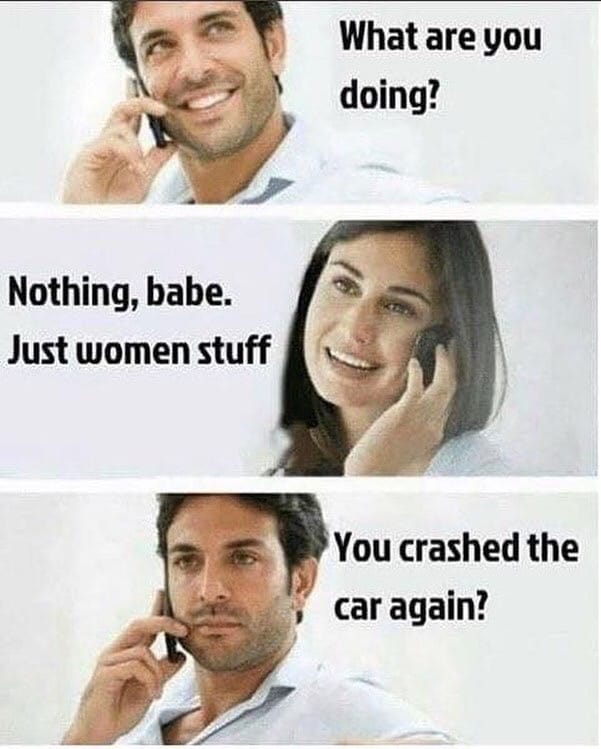 What are you
doing?
Nothing, babe.
Just women stuff
You crashed the
car again?